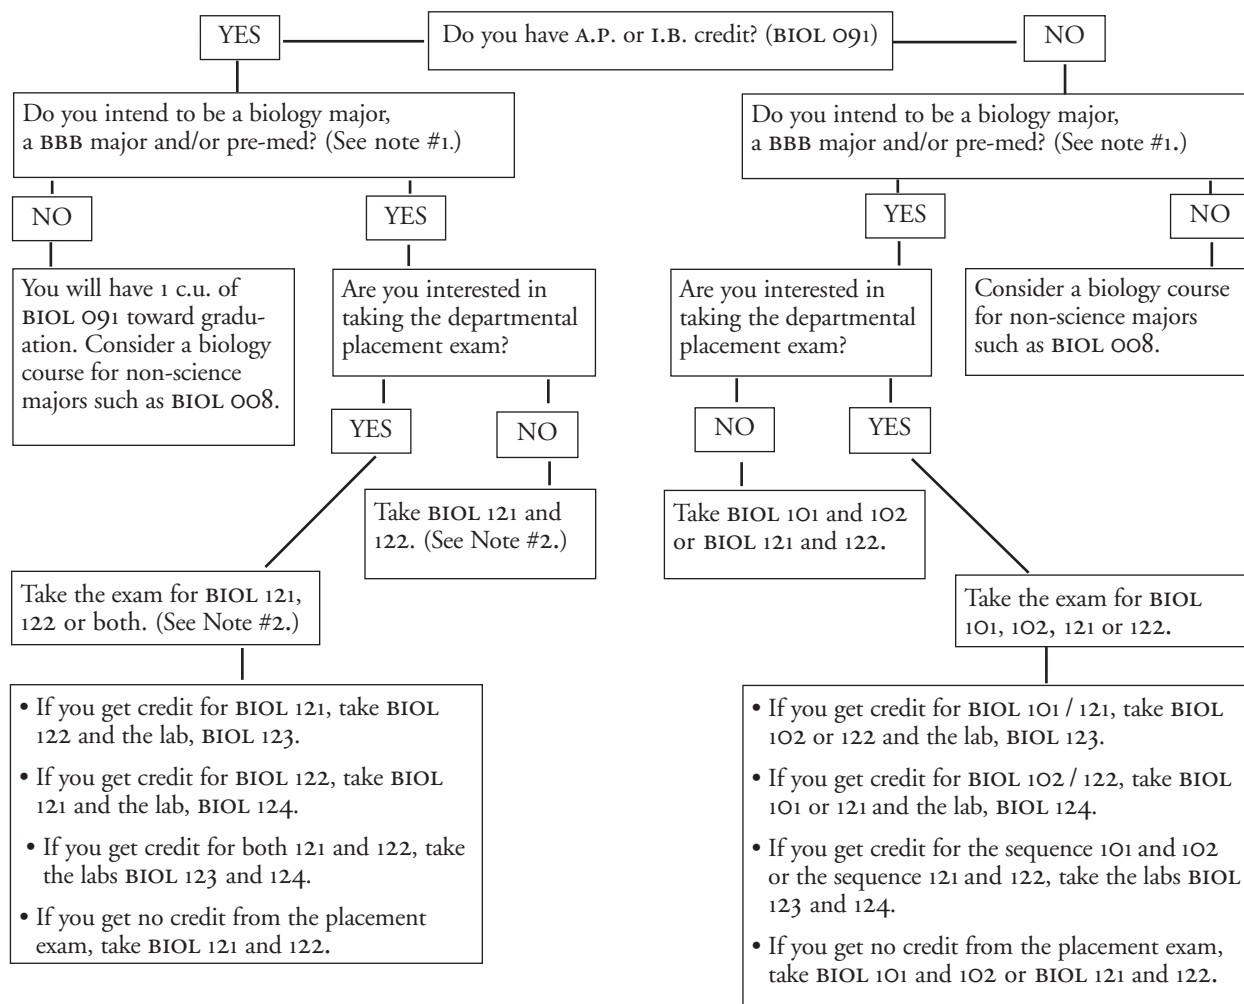 YES
Do you have A.P. or I.B. credit? (BIOL 091)
NO
Do you intend to be a biology major,
a BBB major and/or pre-med? (See note #1.)
Do you intend to be a biology major,
a BBB major and/or pre-med? (See note #1.)
NO
YES
YES
NO
You will have 1 c.u. of
BIOL 091 toward gradu-
ation. Consider a biology
course for non-science
majors such as BIOL 008.
Are you interested in
taking the departmental
placement exam?
Are you interested in
taking the departmental
placement exam?
Consider a biology course
for non-science majors
such as BIOL 008.
YES
NO
NO
YES
Take BIOL 121 and
122. (See Note #2.)
Take BIOL 101 and 102
or BIOL 121 and 122.
Take the exam for BIOL 121,
122 or both. (See Note #2.)
Take the exam for BIOL
101, 102, 121 or 122.
• If you get credit for BIOL 121, take BIOL
122 and the lab, BIOL 123.
• If you get credit for BIOL 122, take BIOL
121 and the lab, BIOL 124.
• If you get credit for both 121 and 122, take
the labs BIOL 123 and 124.
• If you get no credit from the placement
exam, take BIOL 121 and 122.
• If you get credit for BIOL 101 / 121, take BIOL
102 or 122 and the lab, BIOL 123.
• If you get credit for BIOL 102 / 122, take BIOL
101 or 121 and the lab, BIOL 124.
• If you get credit for the sequence 101 and 102
or the sequence 121 and 122, take the labs BIOL
123 and 124.
• If you get no credit from the placement exam,
take BIOL 101 and 102 or BIOL 121 and 122.